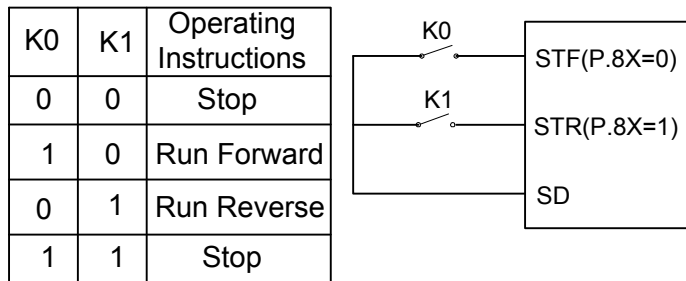 K0 K1 Operating Instructions
0 0 Stop
1 0 Run Forward
0 1 Run Reverse
1 1 Stop
K0
STF(P.8X=0)
K1
STR(P.8X=1)
SD